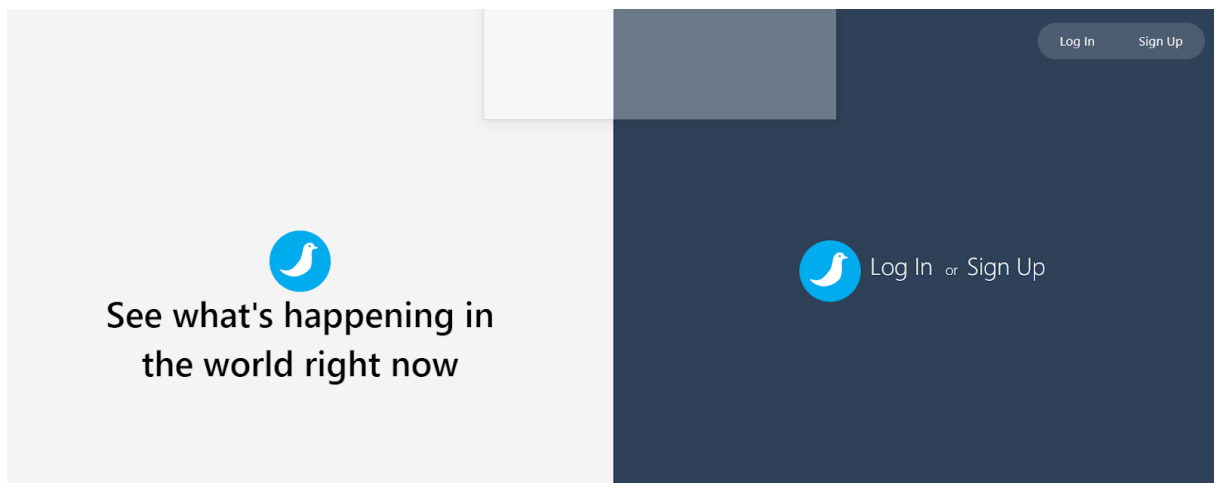 Log In Sign Up
See what's happening in
the world right now
Log In or Sign Up